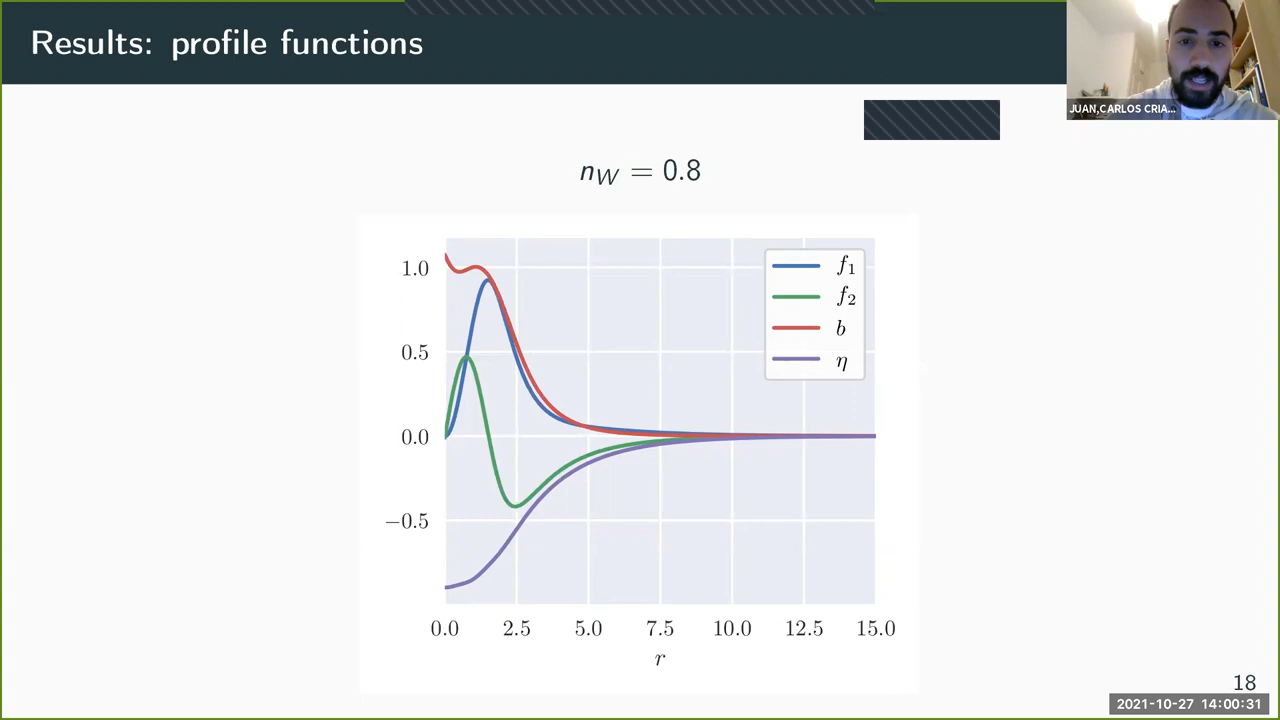 Results: profile functions
JUAN,CARLOS CRIA...
n_W = 0.8
f₁
f₂
b
η
1.0
0.5
0.0
−0.5
0.0 2.5 5.0 7.5 10.0 12.5 15.0
r
18
2021-10-27 14:00:31